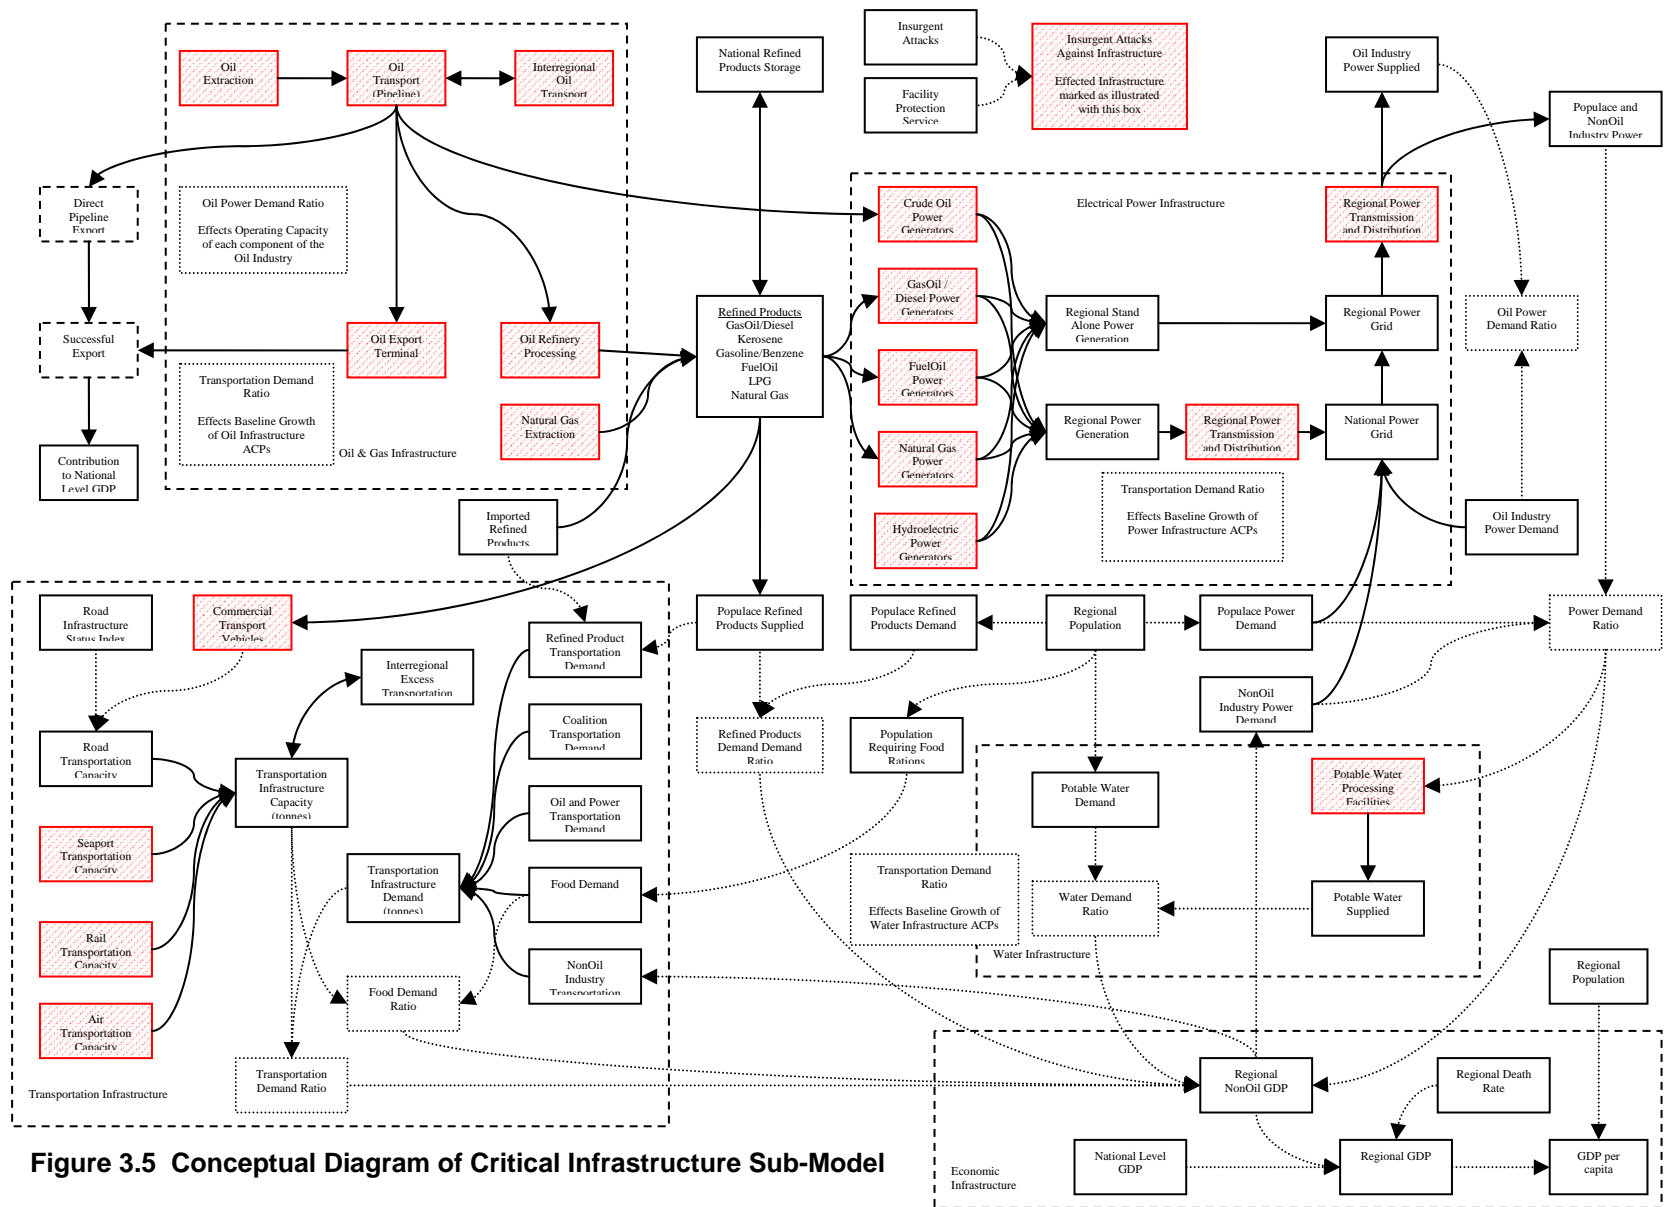 Oil
Extraction
Oil
Transport
(Pipeline)
Interregional
Oil
Transport
National Refined
Products Storage
Insurgent
Attacks
Facility
Protection
Service
Insurgent Attacks
Against Infrastructure
Effected Infrastructure
marked as illustrated
with this box
Oil Industry
Power Supplied
Populace and
NonOil
Industry Power
Direct
Pipeline
Export
Oil Power Demand Ratio
Effects Operating Capacity
of each component of the
Oil Industry
Crude Oil
Power
Generators
Electrical Power Infrastructure
Regional Power
Transmission
and Distribution
GasOil /
Diesel Power
Generators
Successful
Export
Oil Export
Terminal
Oil Refinery
Processing
Refined Products
GasOil/Diesel
Kerosene
Gasoline/Benzene
FuelOil
LPG
Natural Gas
Regional Stand
Alone Power
Generation
Regional Power
Grid
Oil Power
Demand Ratio
FuelOil
Power
Generators
Transportation Demand
Ratio
Effects Baseline Growth
of Oil Infrastructure
ACPs
Oil & Gas Infrastructure
Natural Gas
Extraction
Natural Gas
Power
Generators
Regional Power
Generation
Regional Power
Transmission
and Distribution
National Power
Grid
Contribution
to National
Level GDP
Imported
Refined
Products
Hydroelectric
Power
Generators
Transportation Demand Ratio
Effects Baseline Growth of
Power Infrastructure ACPs
Oil Industry
Power Demand
Road
Infrastructure
Status Index
Commercial
Transport
Vehicles
Refined Product
Transportation
Demand
Populace Refined
Products Supplied
Populace Refined
Products Demand
Regional
Population
Populace Power
Demand
Power Demand
Ratio
Interregional
Excess
Transportation
Coalition
Transportation
Demand
Refined Products
Demand Demand
Ratio
Population
Requiring Food
Rations
NonOil
Industry Power
Demand
Road
Transportation
Capacity
Transportation
Infrastructure
Capacity
(tonnes)
Oil and Power
Transportation
Demand
Potable Water
Demand
Potable Water
Processing
Facilities
Seaport
Transportation
Capacity
Transportation
Infrastructure
Demand
(tonnes)
Food Demand
Transportation Demand
Ratio
Effects Baseline Growth of
Water Infrastructure ACPs
Water Demand
Ratio
Potable Water
Supplied
Water Infrastructure
Rail
Transportation
Capacity
NonOil
Industry
Transportation
Food Demand
Ratio
Regional
Population
Air
Transportation
Capacity
Transportation
Demand Ratio
Transportation Infrastructure
Regional
NonOil GDP
Regional Death
Rate
National Level
GDP
Regional GDP
GDP per
capita
Economic
Infrastructure
Figure 3.5 Conceptual Diagram of Critical Infrastructure Sub-Model